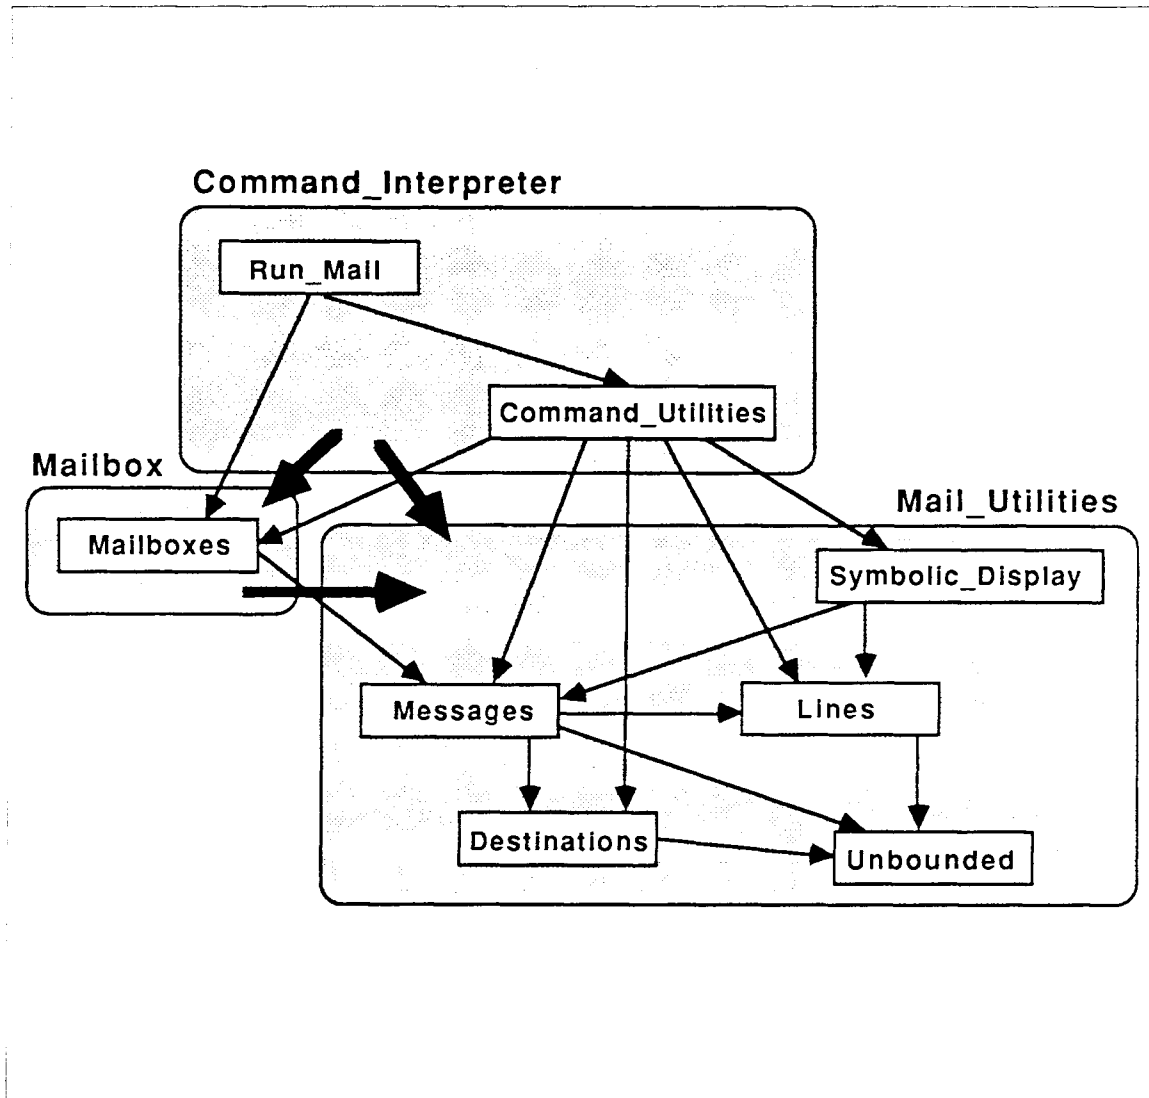 Command_Interpreter
Run_Mail
Command_Utilities
Mailbox
Mail_Utilities
Mailboxes
Symbolic_Display
Messages
Lines
Destinations
Unbounded